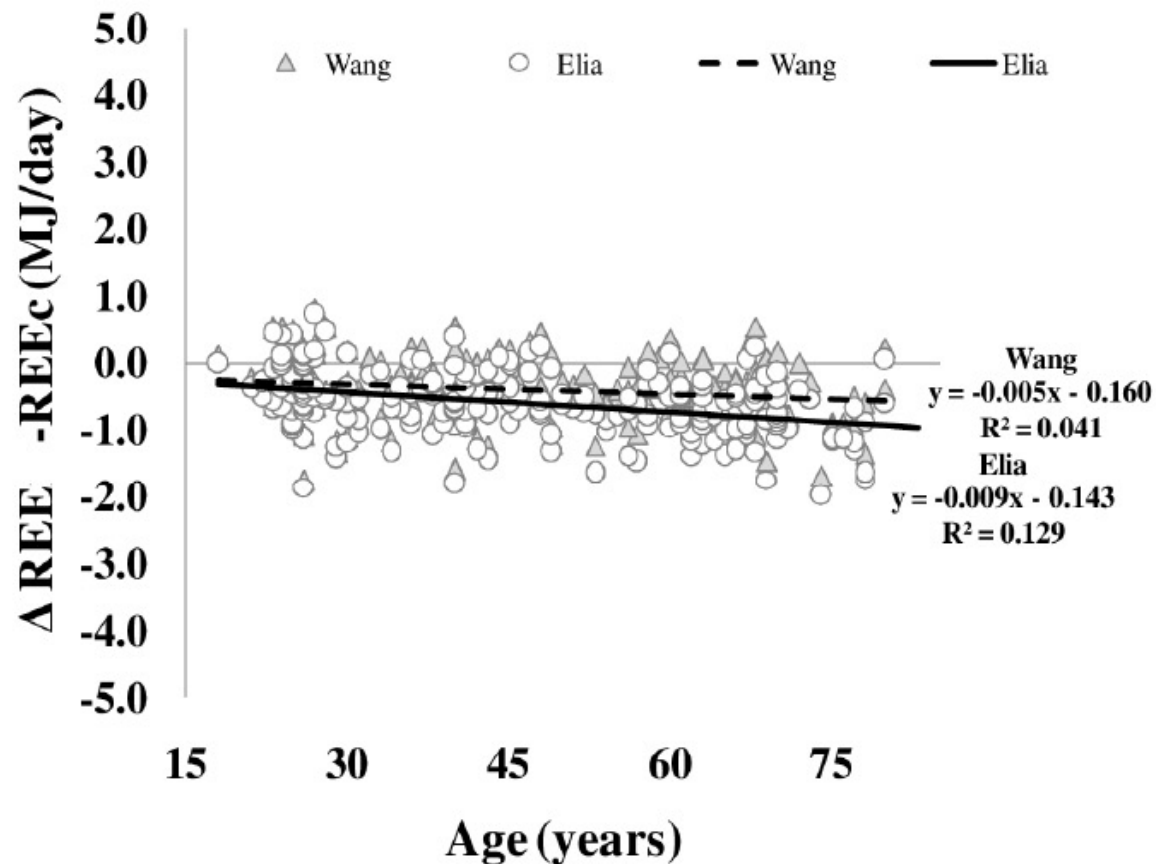 Wang Elia Wang Elia
5.0
4.0
3.0
2.0
1.0
0.0
-1.0
-2.0
-3.0
-4.0
-5.0
Δ REE -REEc (MJ/day)
Wang
y = -0.005x - 0.160
R² = 0.041
Elia
y = -0.009x - 0.143
R² = 0.129
15 30 45 60 75
Age (years)